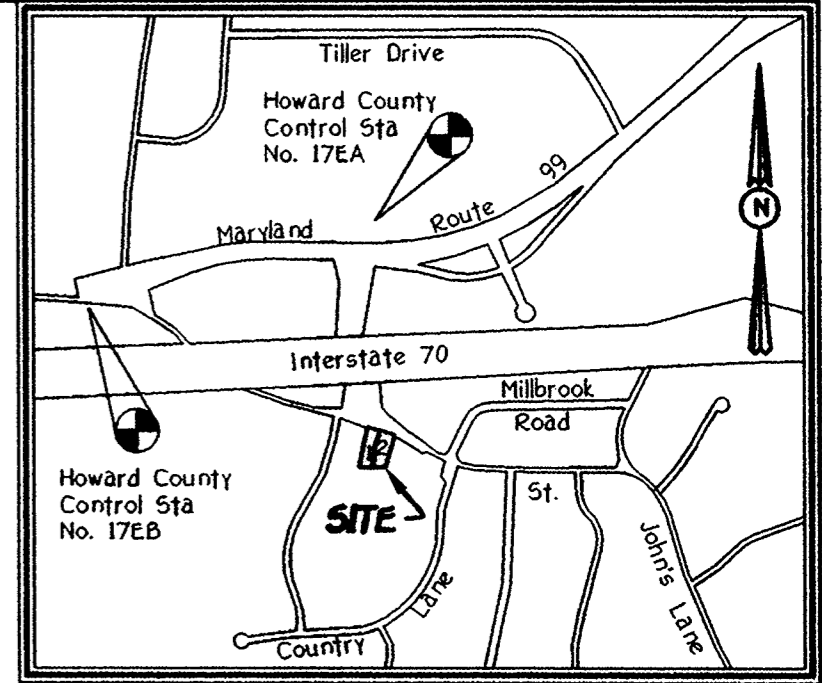 Tiller Drive
Howard County
Control Sta
No. 17EA
Maryland Route 99
N
Interstate 70
Millbrook
Road
1 2
Howard County
Control Sta
No. 17EB
SITE
St.
John's Lane
Country Lane